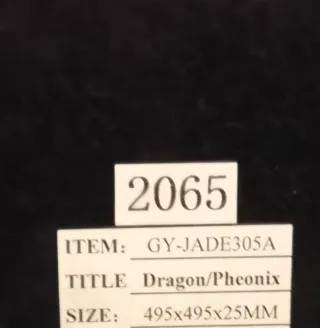 2065
ITEM: GY-JADE305A
TITLE Dragon/Pheonix
SIZE: 495x495x25MM